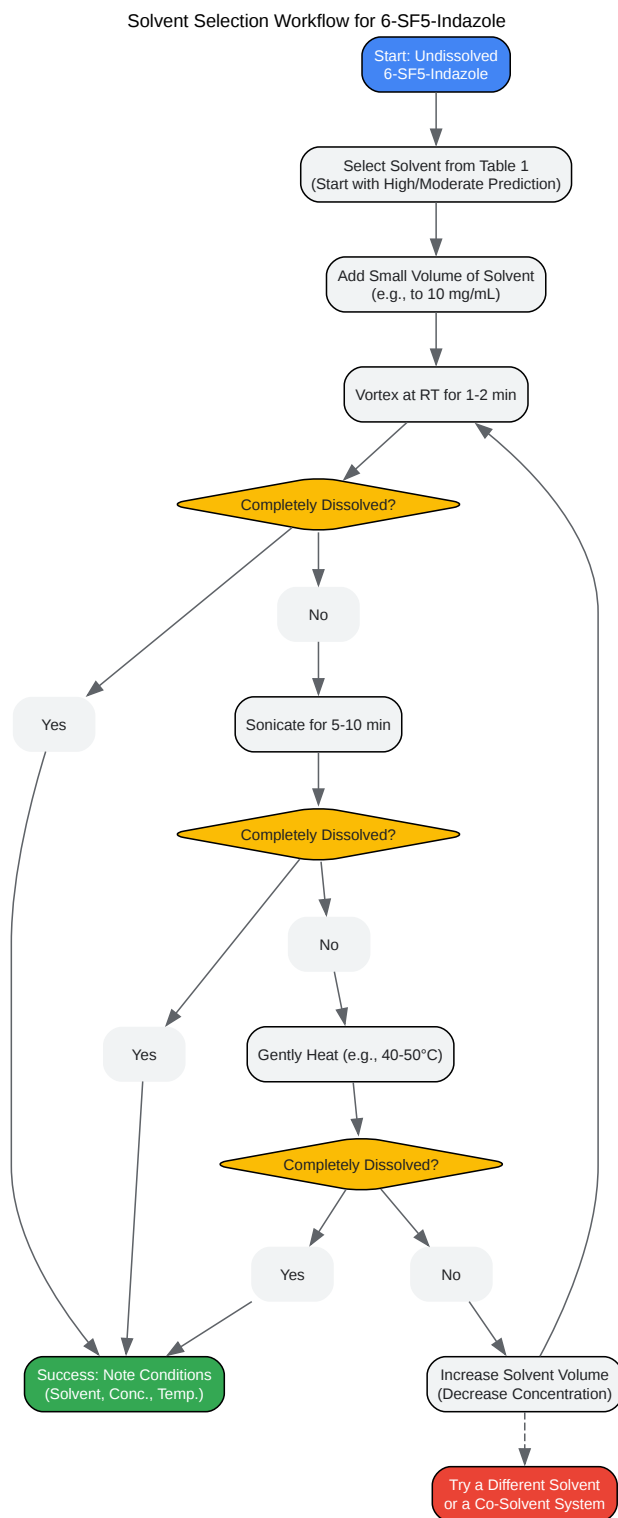 Solvent Selection Workflow for 6-SF5-Indazole
Start: Undissolved
6-SF5-Indazole
Select Solvent from Table 1
(Start with High/Moderate Prediction)
Add Small Volume of Solvent
(e.g., to 10 mg/mL)
Vortex at RT for 1-2 min
Completely Dissolved?
No
Yes
Sonicate for 5-10 min
Completely Dissolved?
No
Yes
Gently Heat (e.g., 40-50°C)
Completely Dissolved?
Yes
No
Success: Note Conditions
(Solvent, Conc., Temp.)
Increase Solvent Volume
(Decrease Concentration)
Try a Different Solvent
or a Co-Solvent System